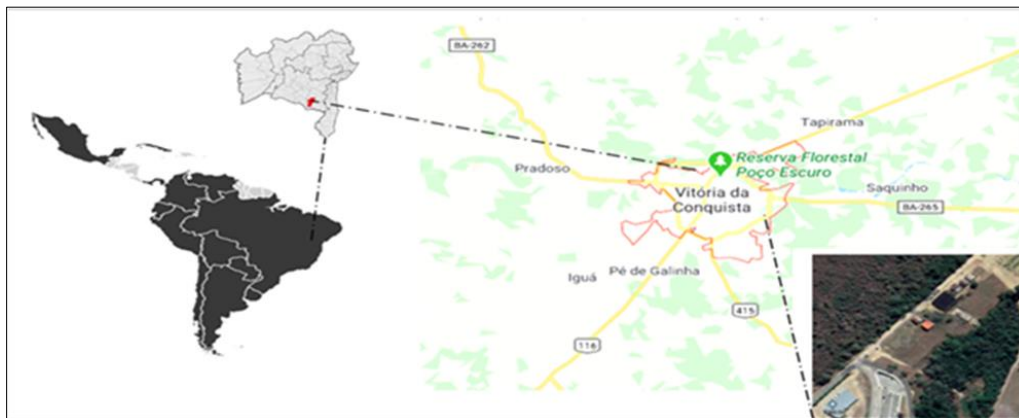 BA-262
Tapirama
Reserva Florestal
Poço Escuro
Pradoso
Vitória da
Conquista
Saquinho
BA-265
Iguá
Pé de Galinha
415
116